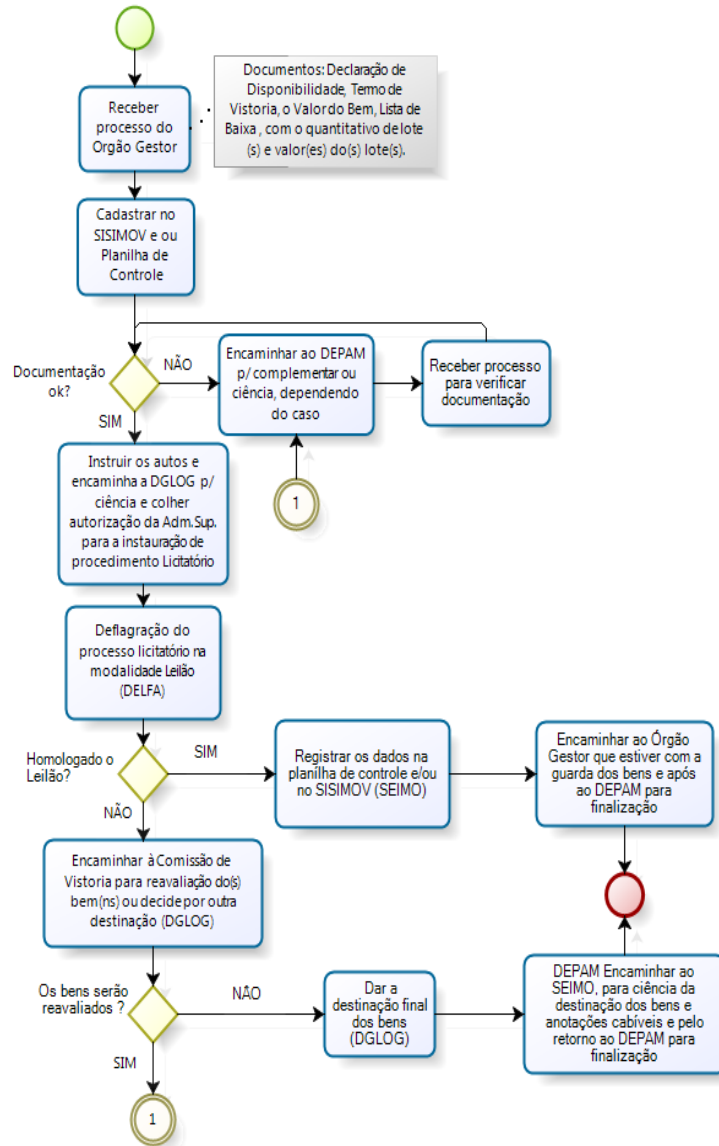 Receber
processo do
Orgão Gestor
Documentos: Declaração de
Disponibilidade, Termo de
Vistoria, o Valor do Bem, Lista de
Baixa , com o quantitativo de lote
(s) e valor(es) do(s) lote(s).
Cadastrar no
SISIMOV e ou
Planilha de
Controle
Documentação
ok?
NÃO
SIM
Encaminhar ao DEPAM
p/ complementar ou
ciência, dependendo
do caso
Receber processo
para verificar
documentação
1
Instruir os autos e
encaminha a DGLOG p/
ciência e colher
autorização da Adm.Sup.
para a instauração de
procedimento Licitatório
Deflagração do
processo licitatório na
modalidade Leilão
(DELFA)
Homologado o
Leilão?
SIM
NÃO
Registrar os dados na
planilha de controle e/ou
no SISIMOV (SEIMO)
Encaminhar ao Órgão
Gestor que estiver com a
guarda dos bens e após
ao DEPAM para
finalização
Encaminhar à Comissão de
Vistoria para reavaliação do(s)
bem(ns) ou decide por outra
destinação (DGLOG)
Os bens serão
reavaliados ?
NÃO
SIM
Dar a
destinação final
dos bens
(DGLOG)
DEPAM Encaminhar ao
SEIMO, para ciência da
destinação dos bens e
anotações cabíveis e pelo
retorno ao DEPAM para
finalização
1